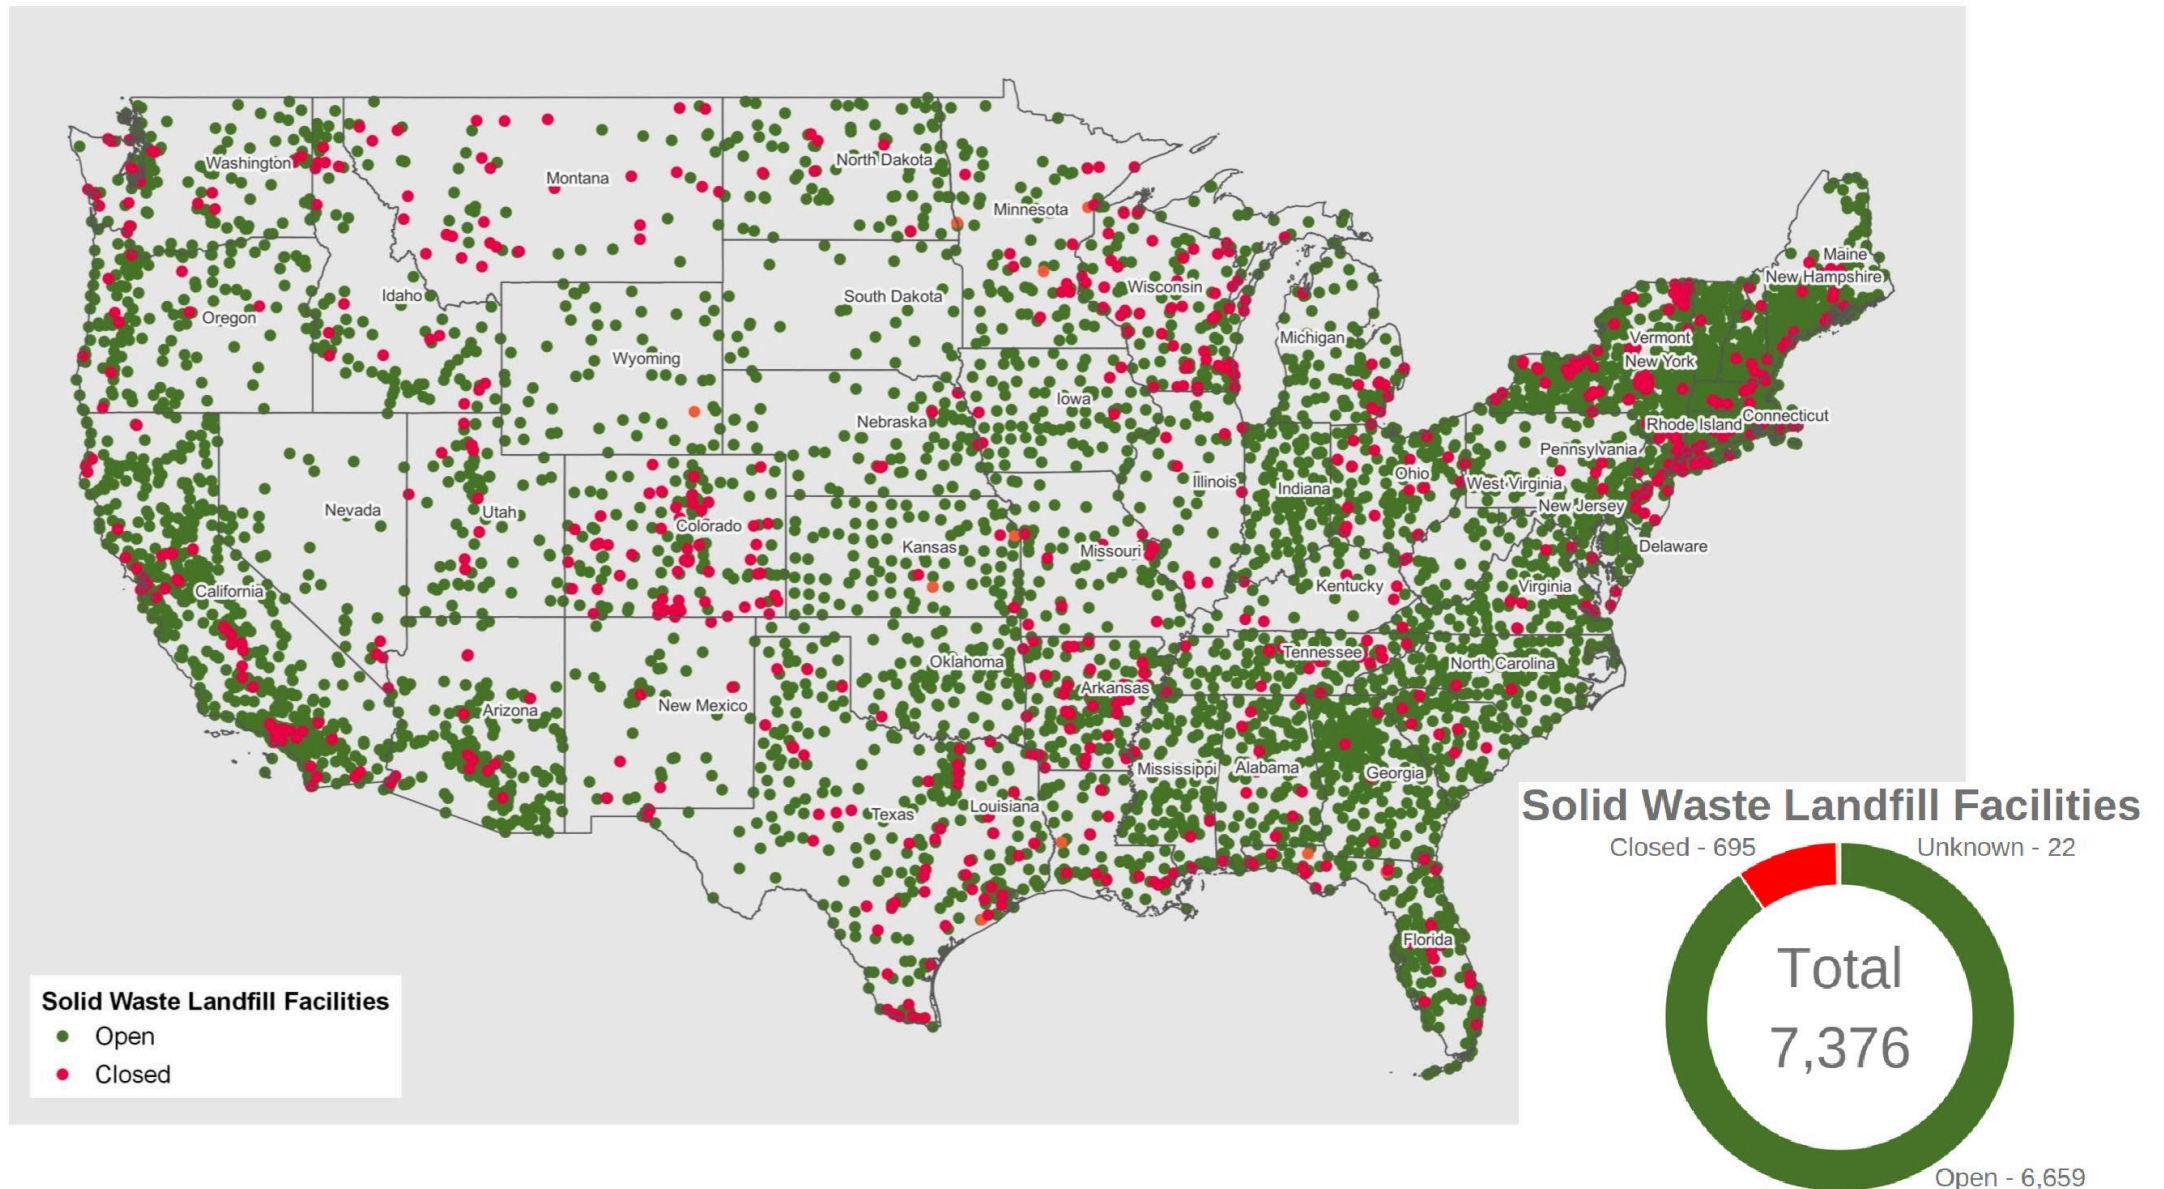 Washington
Montana
North Dakota
Minnesota
Maine
New Hampshire
Idaho
South Dakota
Wisconsin
Oregon
Michigan
Vermont
Wyoming
New York
Iowa
Nebraska
Connecticut
Rhode Island
Pennsylvania
Ohio
Illinois
Indiana
West Virginia
Nevada
Utah
New Jersey
Colorado
Kansas
Missouri
Delaware
California
Kentucky
Virginia
Tennessee
Oklahoma
North Carolina
Arkansas
Arizona
New Mexico
Mississippi
Alabama
Georgia
Louisiana
Texas
Florida
Solid Waste Landfill Facilities
Open
Closed
Solid Waste Landfill Facilities
Closed - 695
Unknown - 22
Total
7,376
Open - 6,659